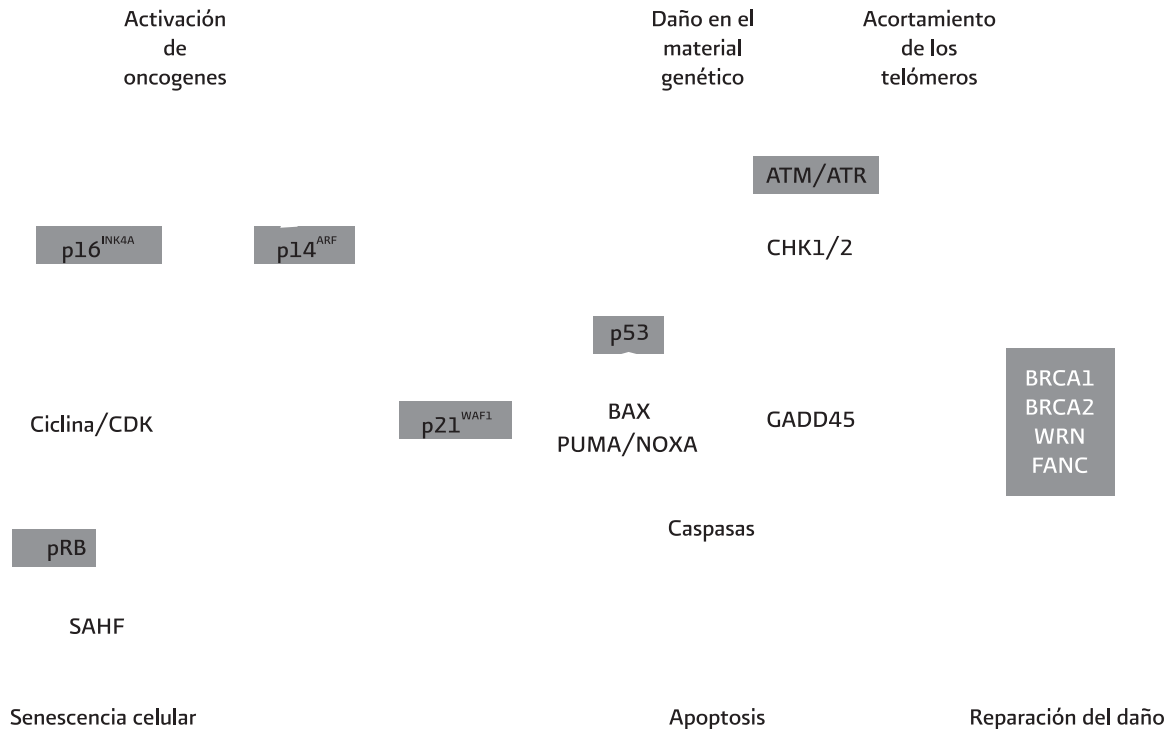 Activación
de
oncogenes
Daño en el
material
genético
Acortamiento
de los
telómeros
ATM/ATR
p16INK4A
p14ARF
CHK1/2
p53
BRCA1
BRCA2
WRN
FANC
Ciclina/CDK
p21WAF1
BAX
PUMA/NOXA
GADD45
Caspasas
pRB
SAHF
Senescencia celular
Apoptosis
Reparación del daño